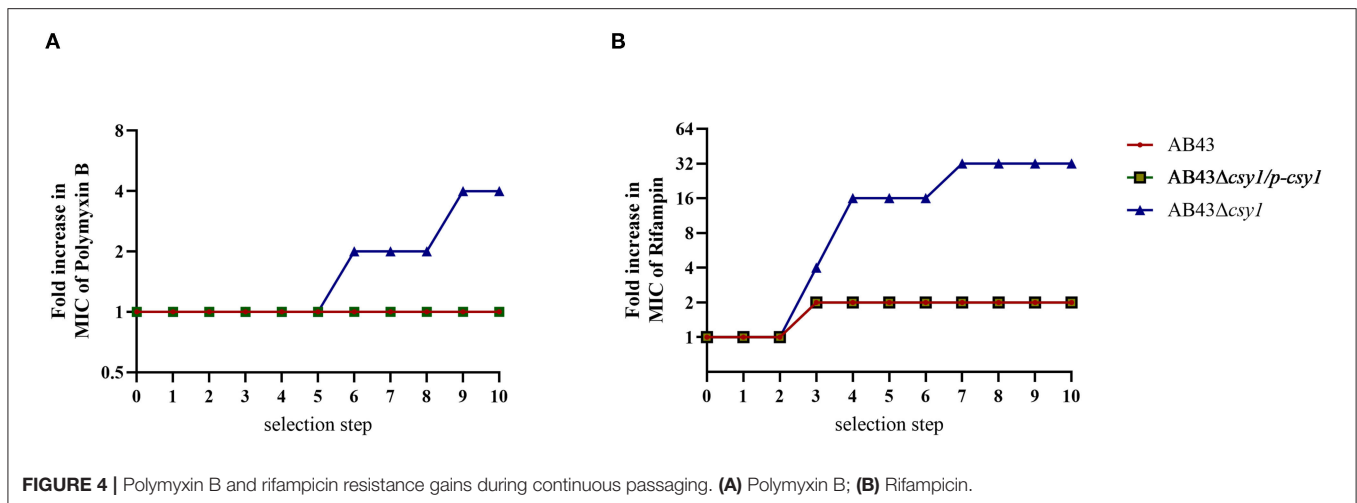 A
Fold increase in
MIC of Polymyxin B
8
4
2
1
0.5
0 1 2 3 4 5 6 7 8 9 10
selection step
B
Fold increase in
MIC of Rifampin
64
32
16
8
4
2
1
0 1 2 3 4 5 6 7 8 9 10
selection step
AB43
AB43Δcsy1/p-csy1
AB43Δcsy1
FIGURE 4 | Polymyxin B and rifampicin resistance gains during continuous passaging. (A) Polymyxin B; (B) Rifampicin.